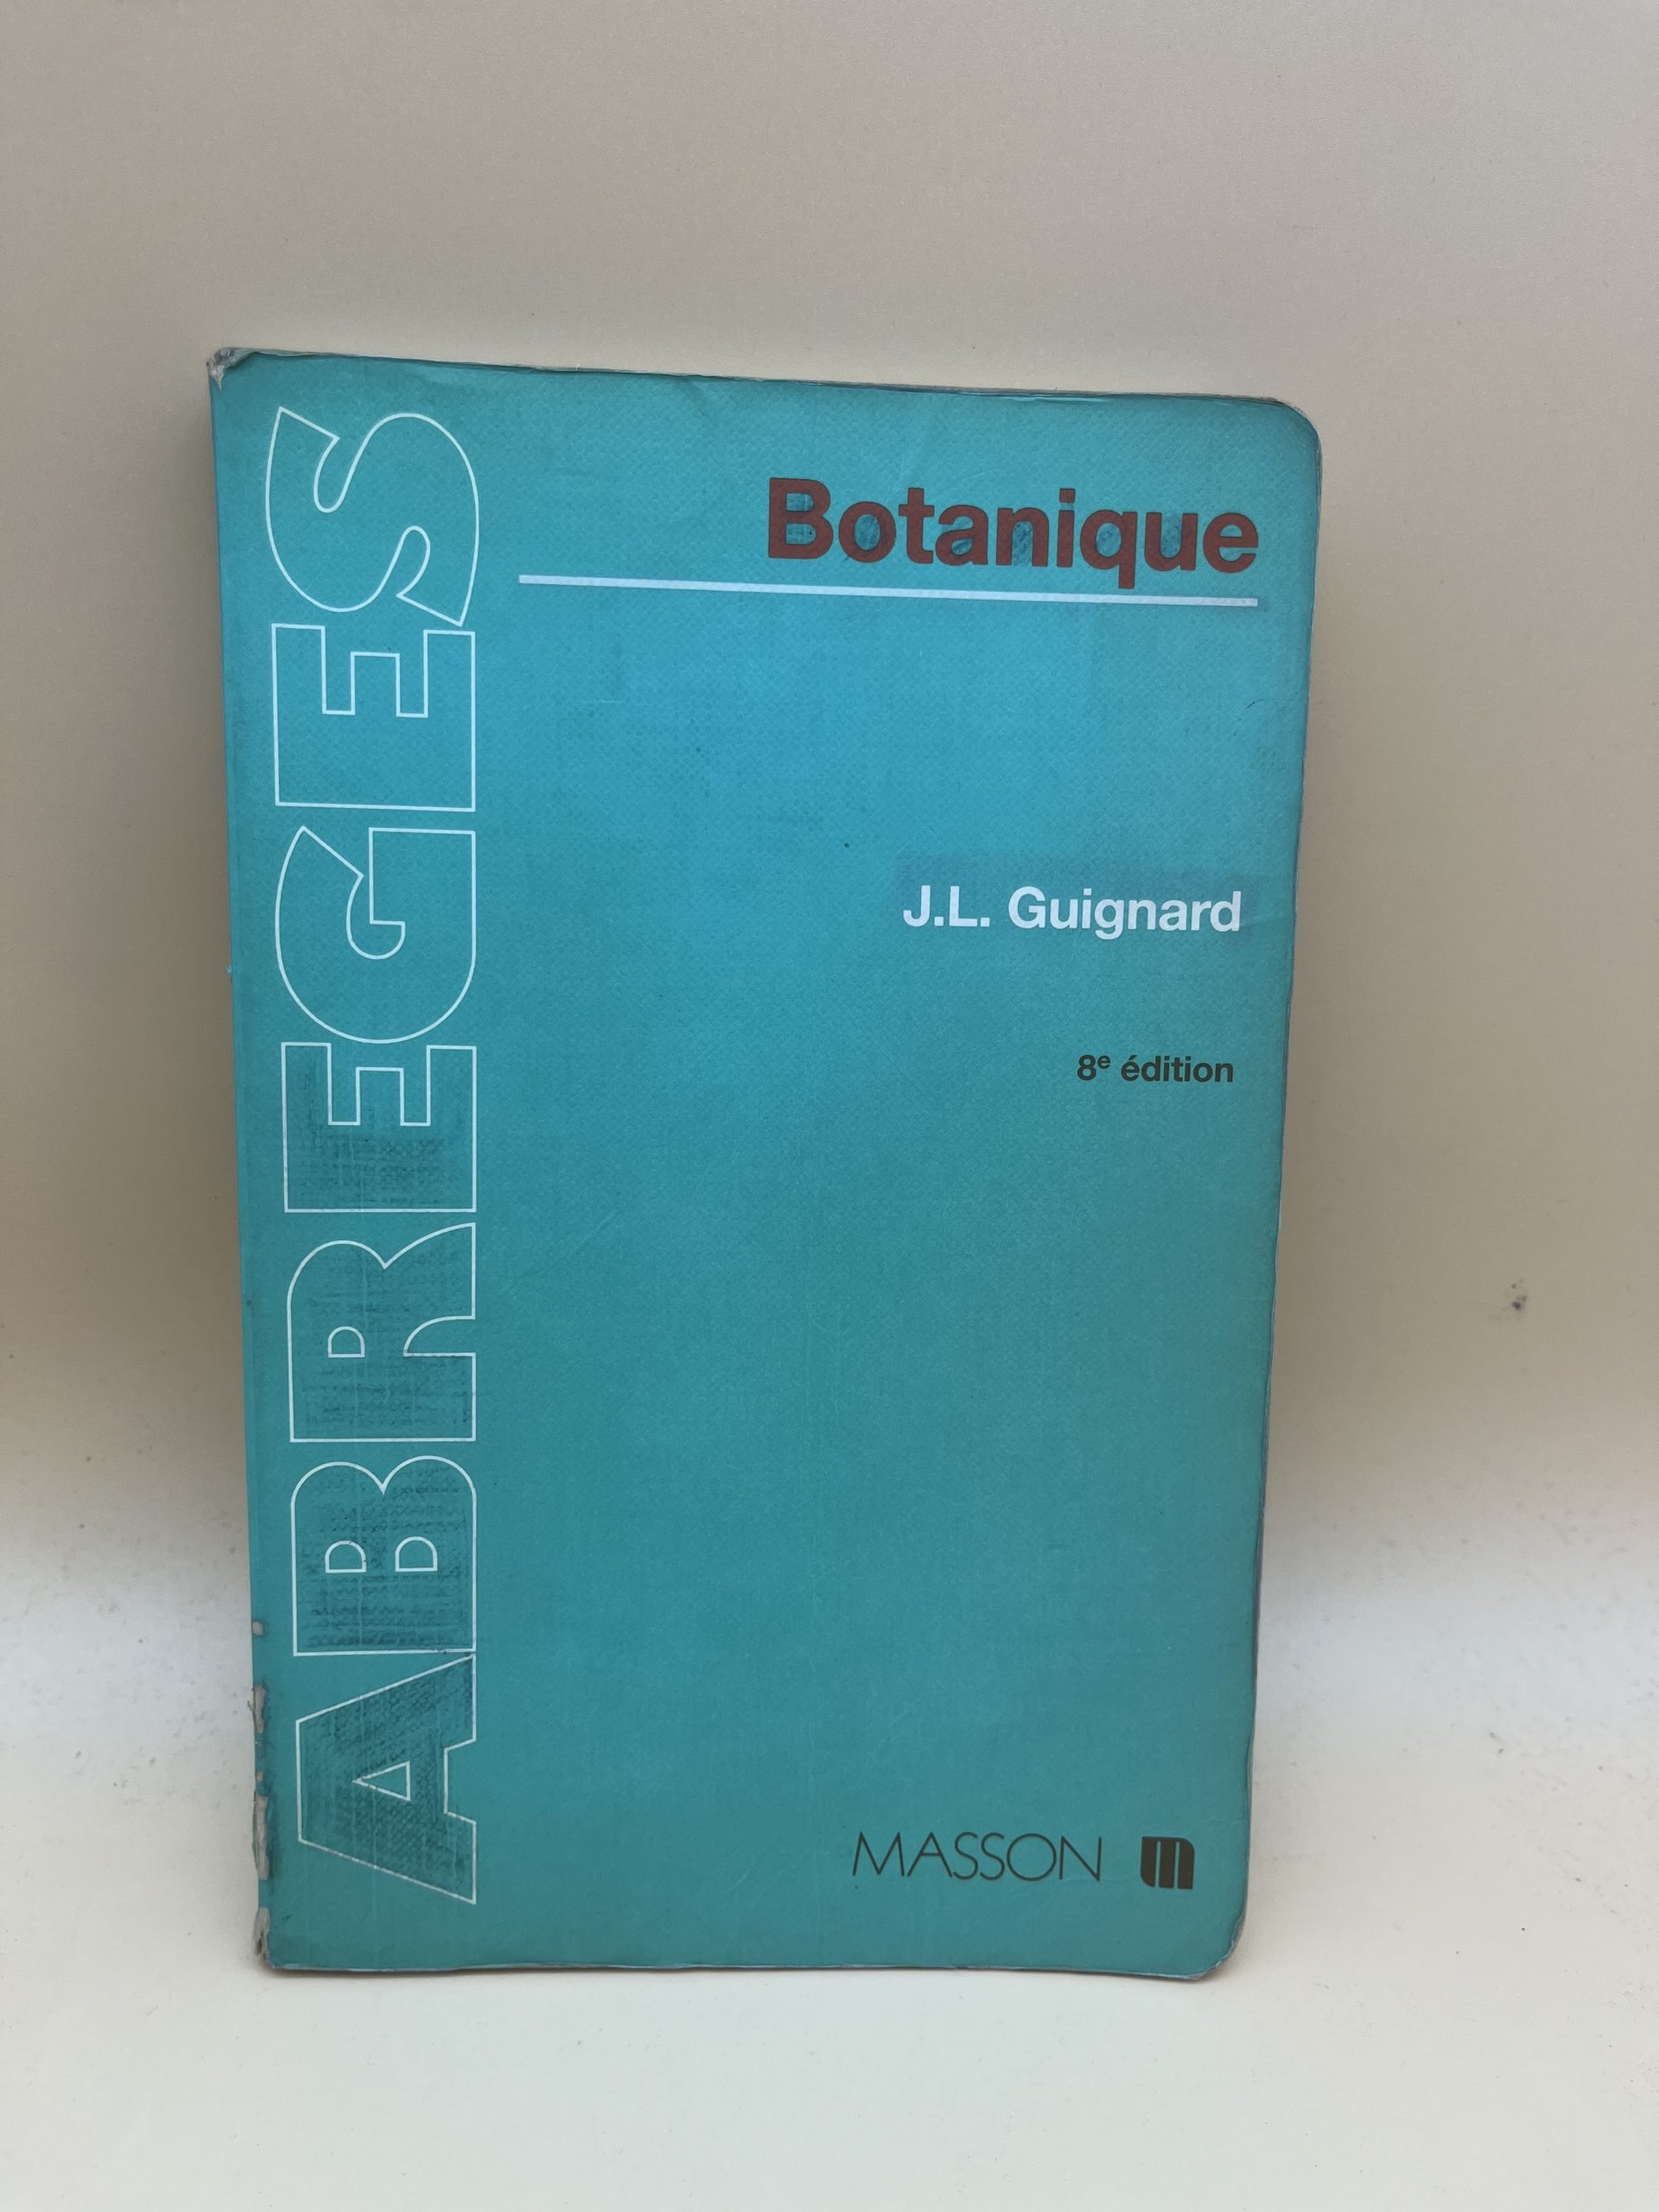 ABREGES
Botanique
J.L. Guignard
8e édition
MASSON m